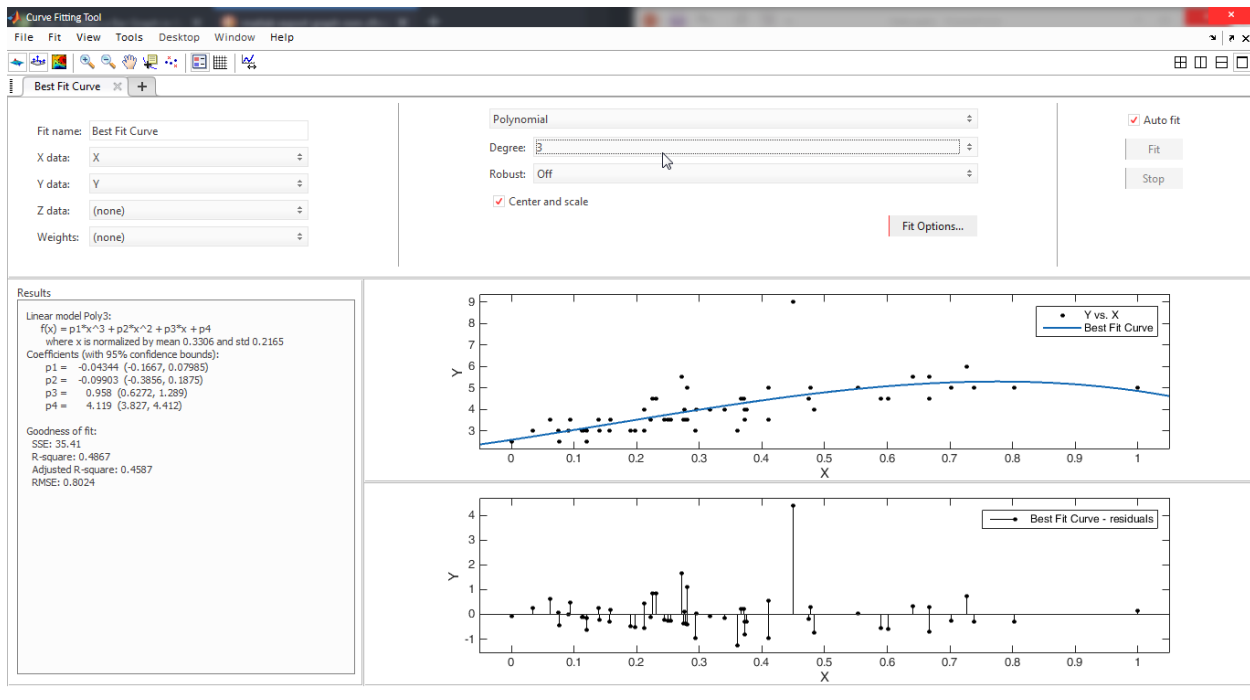 Curve Fitting Tool
File Fit View Tools Desktop Window Help
Best Fit Curve
Fit name: Best Fit Curve
X data: X
Y data: Y
Z data: (none)
Weights: (none)
Polynomial
Degree: 3
Robust: Off
Center and scale
Fit Options...
Auto fit
Fit
Stop
Results
Linear model Poly3:
f(x) = p1*x^3 + p2*x^2 + p3*x + p4
where x is normalized by mean 0.3306 and std 0.2165
Coefficients (with 95% confidence bounds):
p1 = -0.04344 (-0.1667, 0.07985)
p2 = -0.09903 (-0.3856, 0.1875)
p3 = 0.958 (0.6272, 1.289)
p4 = 4.119 (3.827, 4.412)
Goodness of fit:
SSE: 35.41
R-square: 0.4867
Adjusted R-square: 0.4587
RMSE: 0.8024
9
8
7
6
5
4
3
Y
Y vs. X
Best Fit Curve
0 0.1 0.2 0.3 0.4 0.5 0.6 0.7 0.8 0.9 1
X
4
3
2
1
0
-1
Y
Best Fit Curve - residuals
0 0.1 0.2 0.3 0.4 0.5 0.6 0.7 0.8 0.9 1
X